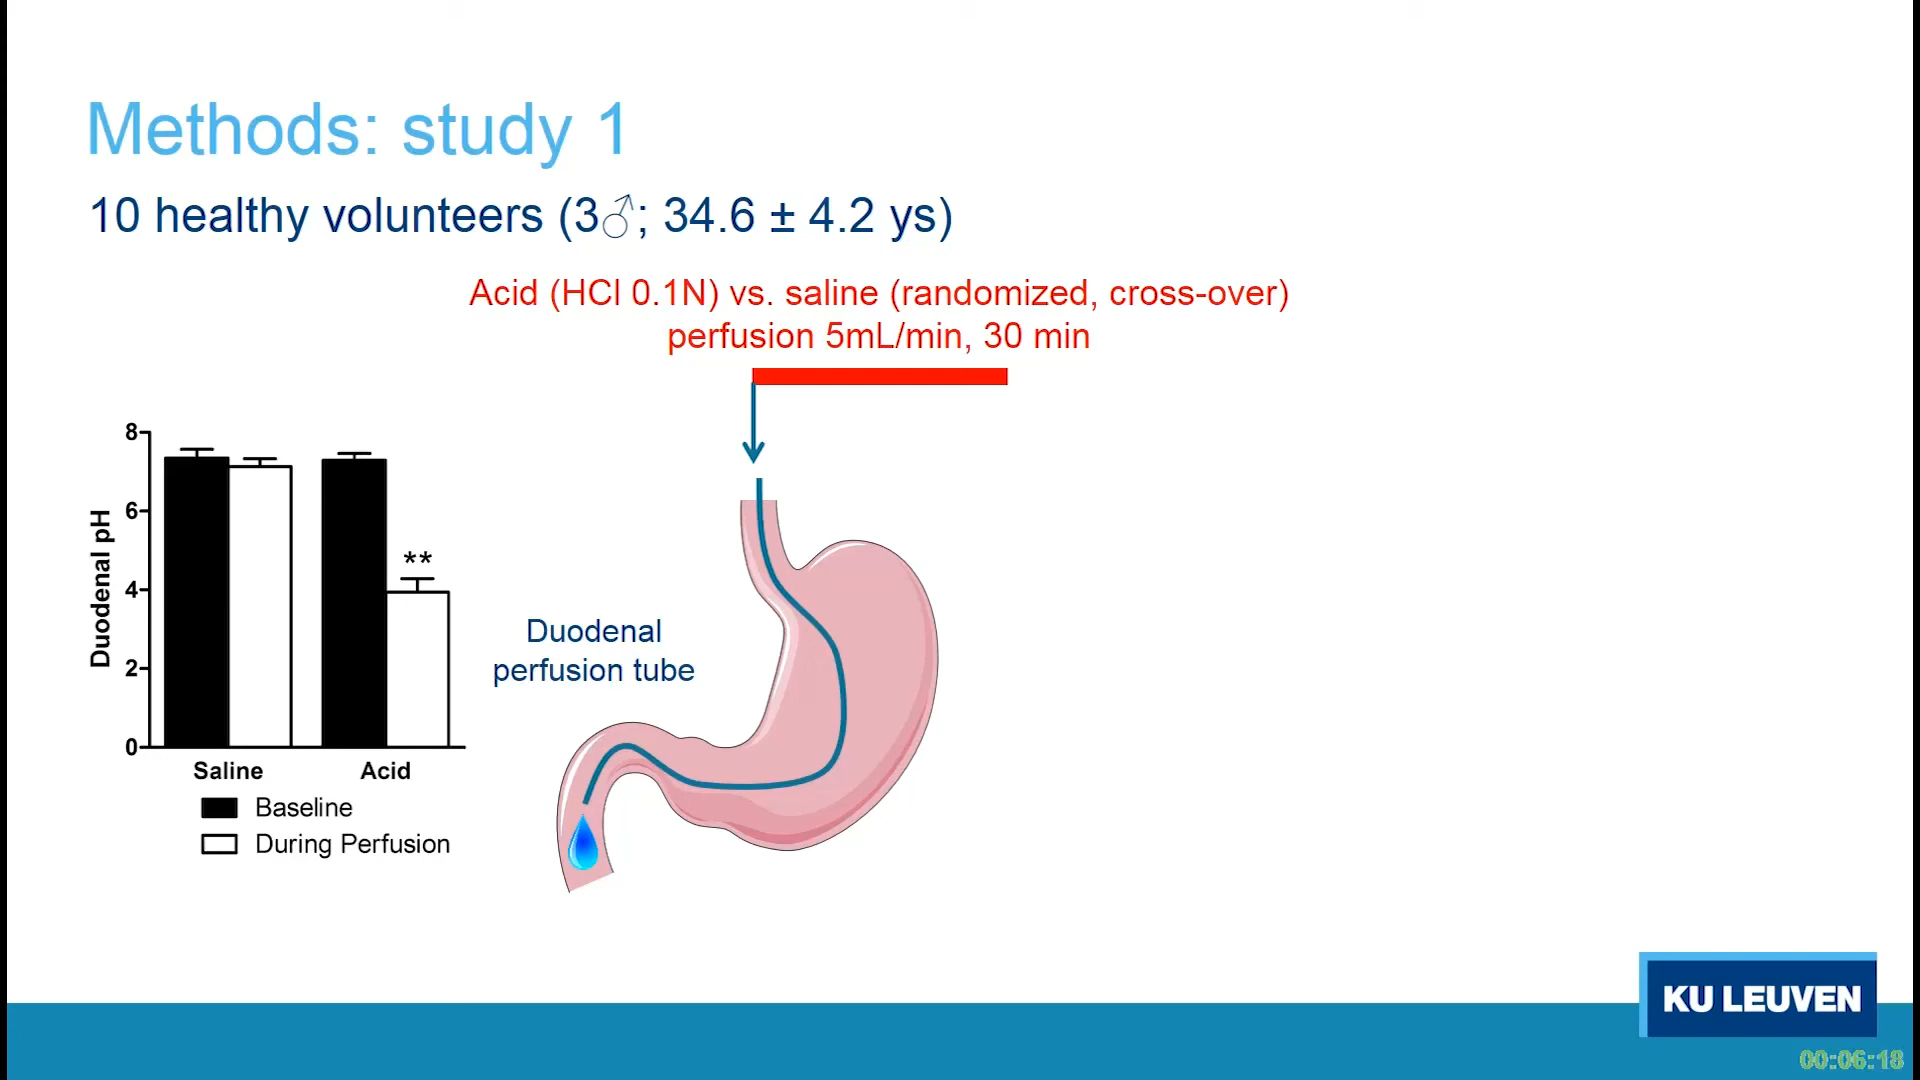 Methods: study 1
10 healthy volunteers (3♂; 34.6 ± 4.2 ys)
Acid (HCl 0.1N) vs. saline (randomized, cross-over)
perfusion 5mL/min, 30 min
8
6
4
2
0
Duodenal pH
**
Saline Acid
Baseline
During Perfusion
Duodenal
perfusion tube
KU LEUVEN
00:06:18